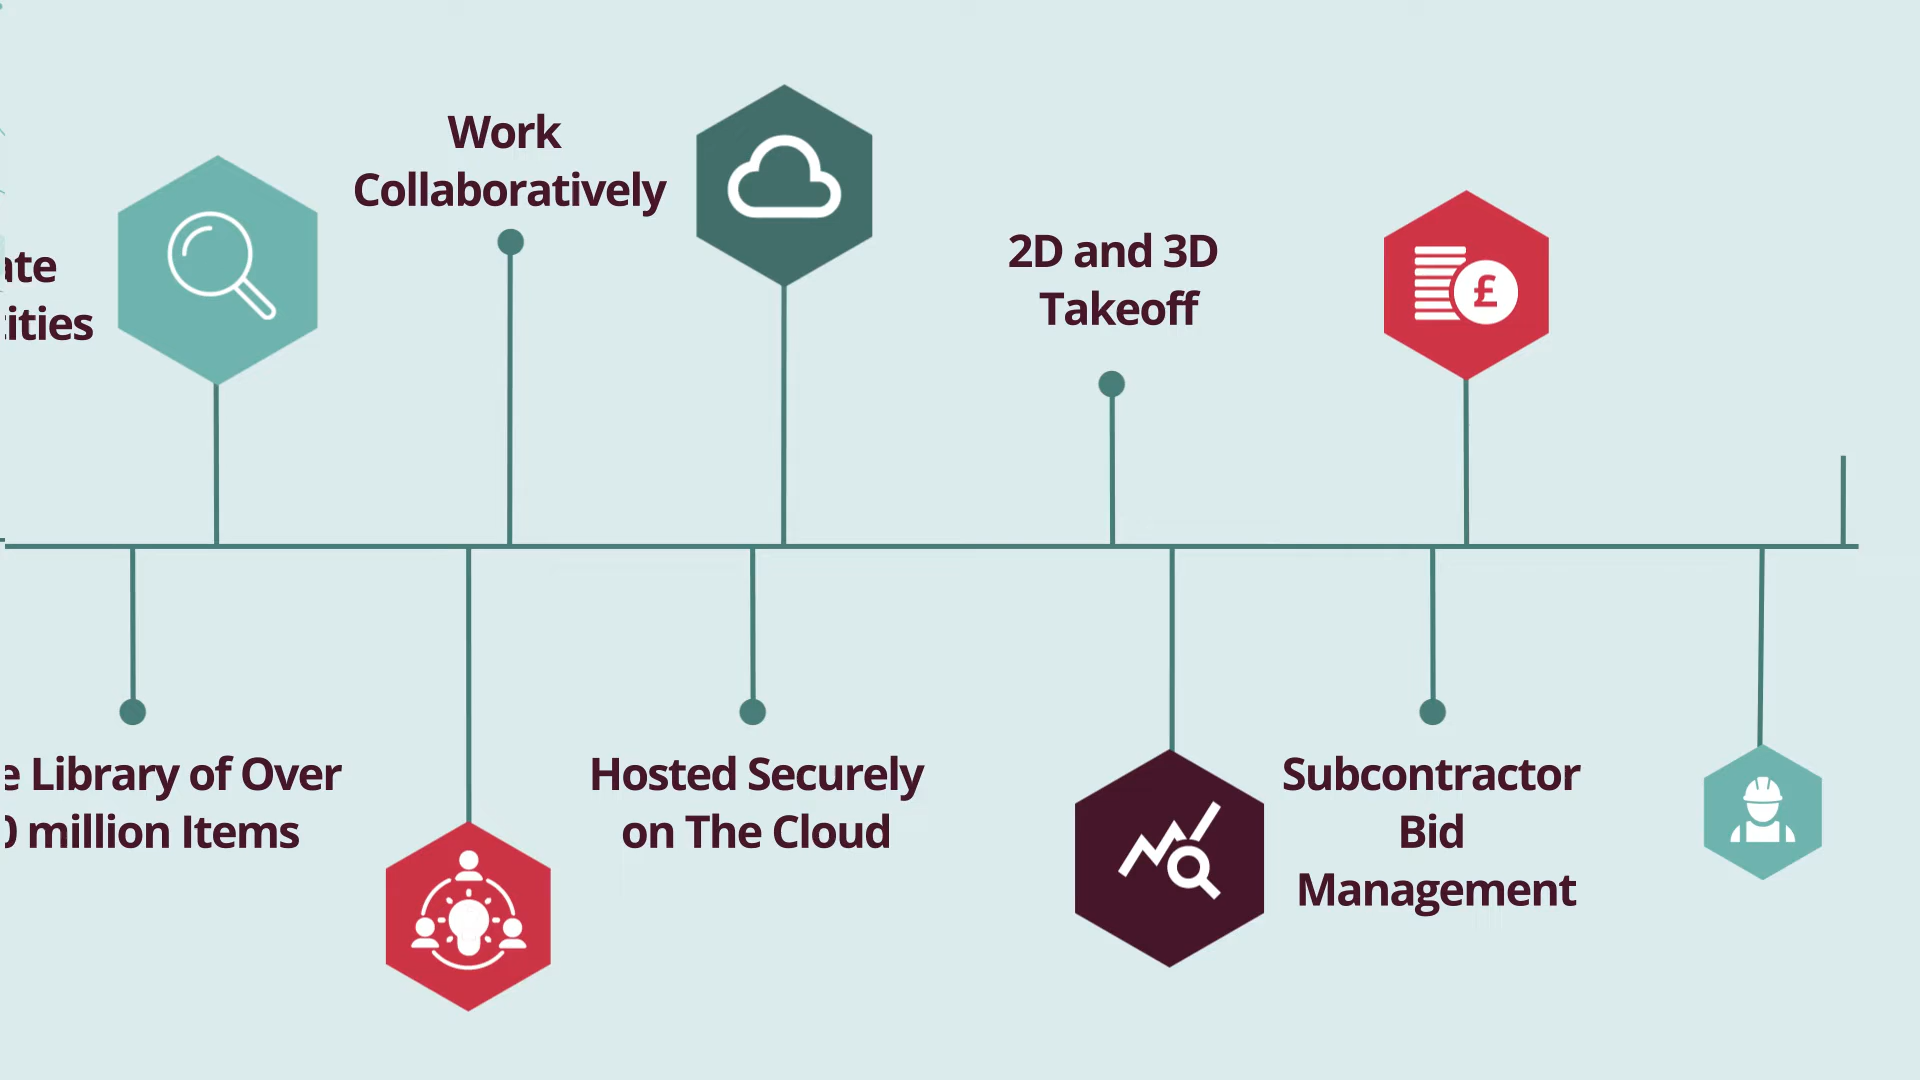 Work
Collaboratively
2D and 3D
Takeoff
£
Library of Over
million Items
Hosted Securely
on The Cloud
Subcontractor
Bid
Management